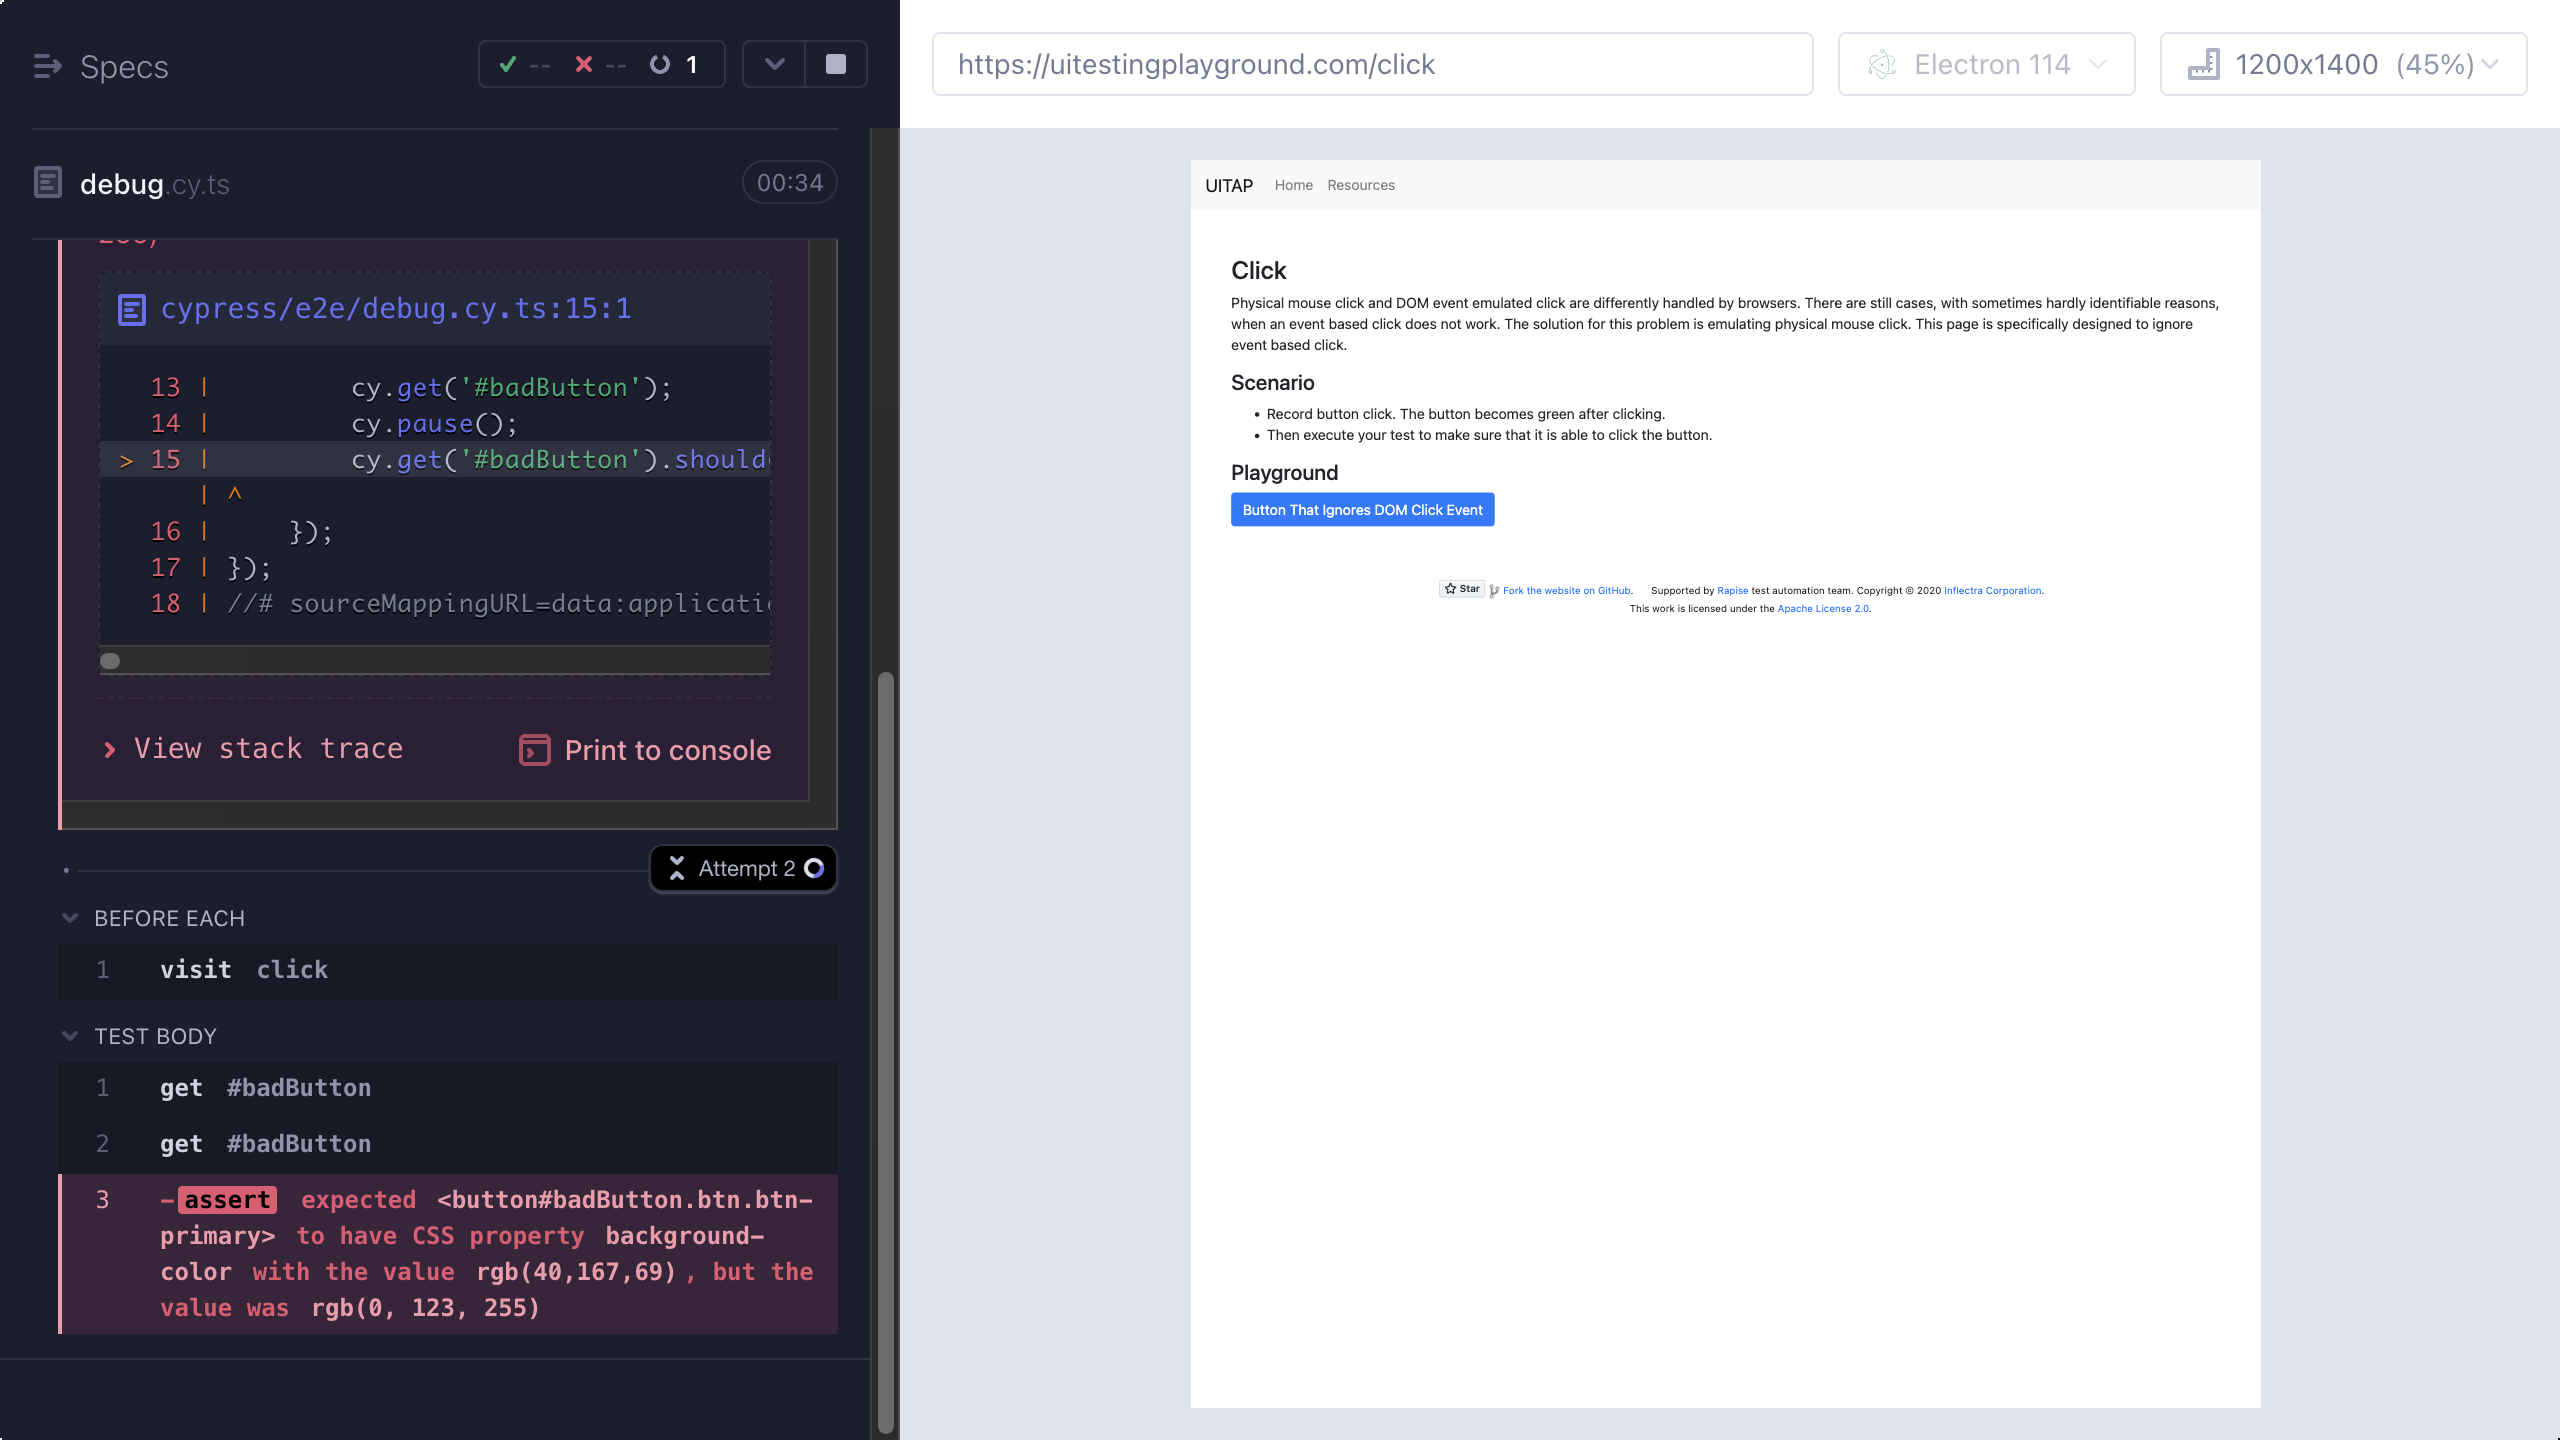 Specs
-- -- 1
debug.cy.ts
00:34
cypress/e2e/debug.cy.ts:15:1
13 | cy.get('#badButton');
14 | cy.pause();
> 15 | cy.get('#badButton').should(
| ^
16 | });
17 | });
18 | //# sourceMappingURL=data:applicatio
View stack trace
Print to console
Attempt 2
BEFORE EACH
1 visit click
TEST BODY
1 get #badButton
2 get #badButton
3 -assert expected <button#badButton.btn.btn-
primary> to have CSS property background-
color with the value rgb(40,167,69), but the
value was rgb(0, 123, 255)
https://uitestingplayground.com/click
Electron 114
1200x1400 (45%)
UITAP Home Resources
Click
Physical mouse click and DOM event emulated click are differently handled by browsers. There are still cases, with sometimes hardly identifiable reasons,
when an event based click does not work. The solution for this problem is emulating physical mouse click. This page is specifically designed to ignore
event based click.
Scenario
• Record button click. The button becomes green after clicking.
• Then execute your test to make sure that it is able to click the button.
Playground
Button That Ignores DOM Click Event
Star Fork the website on GitHub. Supported by Rapise test automation team. Copyright © 2020 Inflectra Corporation.
This work is licensed under the Apache License 2.0.